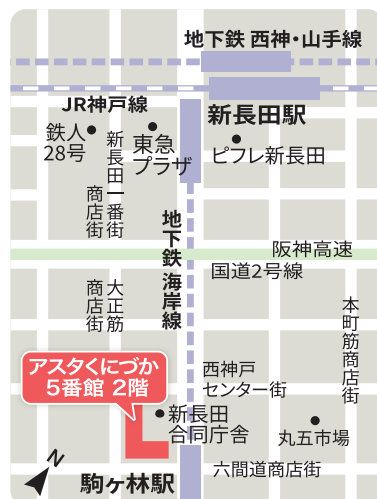 地下鉄 西神・山手線
JR神戸線
新長田駅
鉄人
28号
東急
プラザ
ピフレ新長田
新長田一番街
商店街
地下鉄 海岸線
阪神高速
国道2号線
大正筋
商店街
本町筋商店街
アスタくにづか
5番館 2階
西神戸
センター街
新長田
合同庁舎
丸五市場
六間道商店街
駒ヶ林駅
N